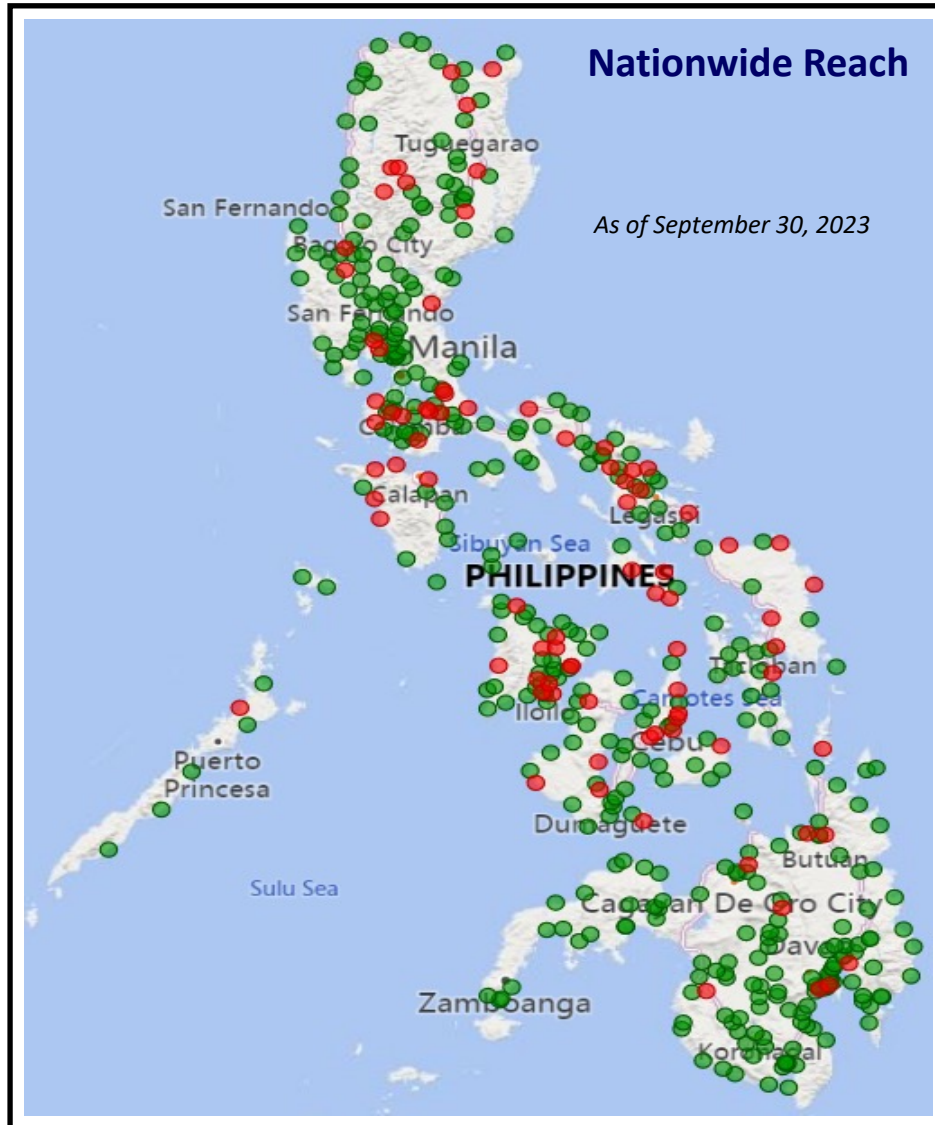 Nationwide Reach
Tuguegarao
San Fernando
As of September 30, 2023
Baguio City
San Fernando
Manila
Calamba
Calapan
Legaspi
Sibuyan Sea
PHILIPPINES
Tacloban
Camotes Sea
Iloilo
Cebu
Puerto
Princesa
Dumaguete
Butuan
Sulu Sea
Cagayan De Oro City
Davao
Zamboanga
Koronadal